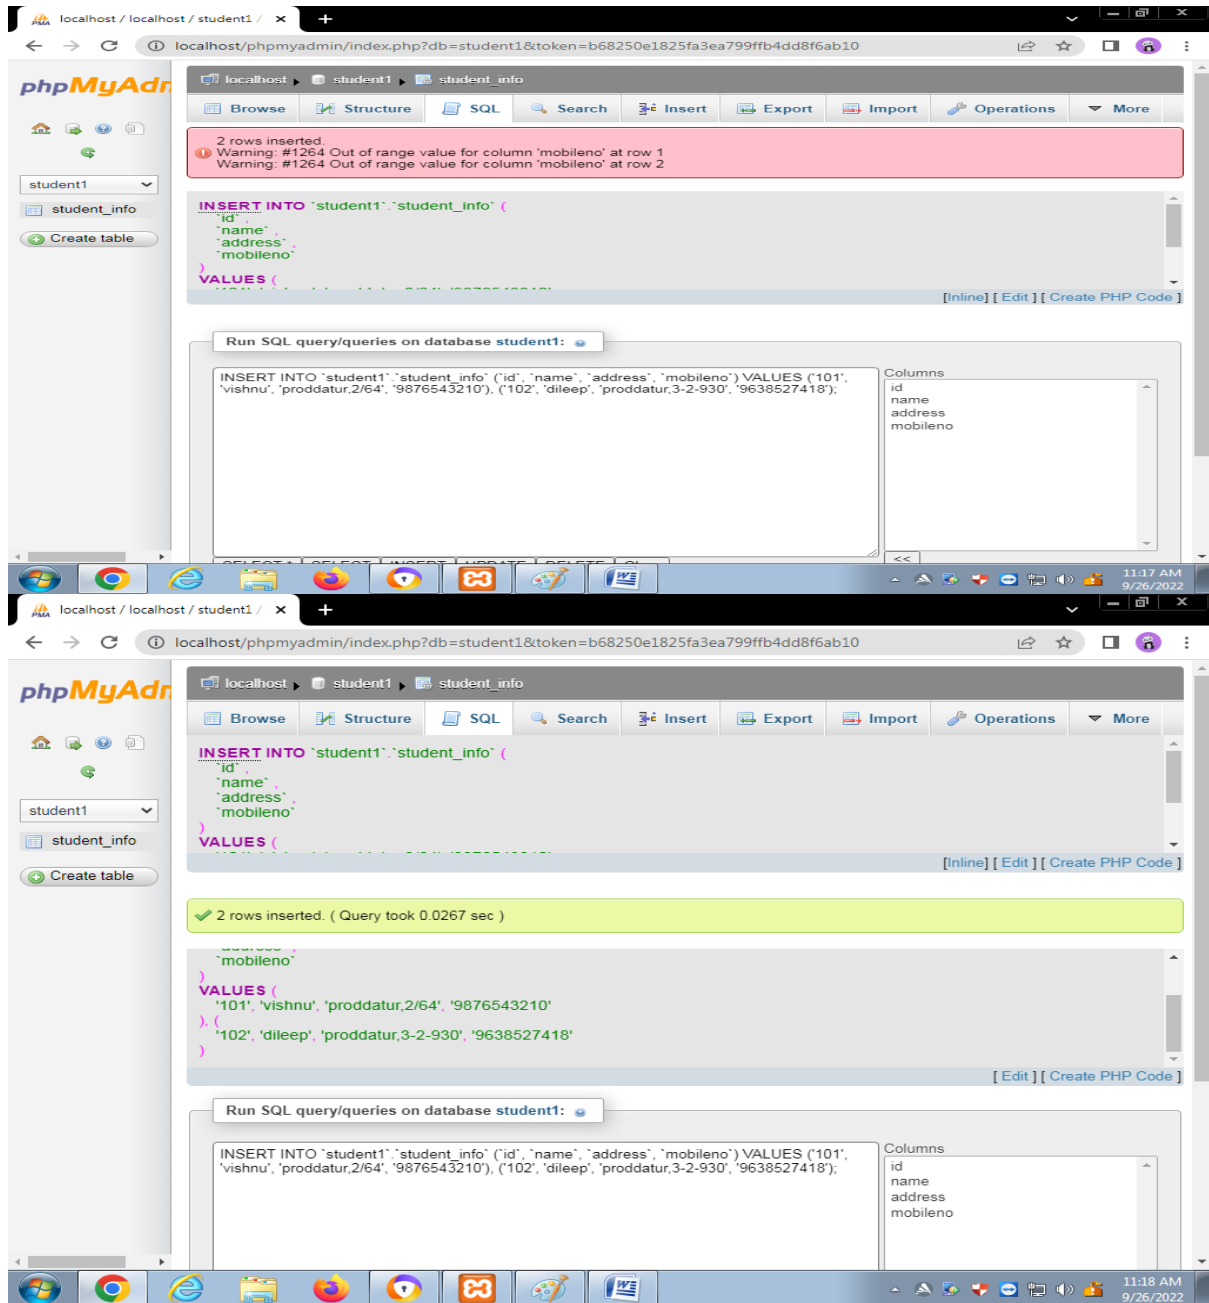 localhost / localhost / student1 /
localhost/phpmyadmin/index.php?db=student1&token=b68250e1825fa3ea799ffb4dd8f6ab10
phpMyAdm
localhost student1 student_info
Browse Structure SQL Search Insert Export Import Operations More
2 rows inserted.
Warning: #1264 Out of range value for column 'mobileno' at row 1
Warning: #1264 Out of range value for column 'mobileno' at row 2
student1
student_info
Create table
INSERT INTO `student1`.`student_info` (
`id` ,
`name` ,
`address` ,
`mobileno`
)
VALUES (
[Inline] [ Edit ] [ Create PHP Code ]
Run SQL query/queries on database student1:
INSERT INTO `student1`.`student_info` (`id`, `name`, `address`, `mobileno`) VALUES ('101',
'vishnu', 'proddatur,2/64', '9876543210'), ('102', 'dileep', 'proddatur,3-2-930', '9638527418');
Columns
id
name
address
mobileno
SELECT * SELECT INSERT UPDATE DELETE
<<
11:17 AM
9/26/2022
localhost / localhost / student1 /
localhost/phpmyadmin/index.php?db=student1&token=b68250e1825fa3ea799ffb4dd8f6ab10
phpMyAdm
localhost student1 student_info
Browse Structure SQL Search Insert Export Import Operations More
student1
student_info
Create table
INSERT INTO `student1`.`student_info` (
`id` ,
`name` ,
`address` ,
`mobileno`
)
VALUES (
[Inline] [ Edit ] [ Create PHP Code ]
2 rows inserted. ( Query took 0.0267 sec )
`address` ,
`mobileno`
)
VALUES (
'101', 'vishnu', 'proddatur,2/64', '9876543210'
), (
'102', 'dileep', 'proddatur,3-2-930', '9638527418'
)
[ Edit ] [ Create PHP Code ]
Run SQL query/queries on database student1:
INSERT INTO `student1`.`student_info` (`id`, `name`, `address`, `mobileno`) VALUES ('101',
'vishnu', 'proddatur,2/64', '9876543210'), ('102', 'dileep', 'proddatur,3-2-930', '9638527418');
Columns
id
name
address
mobileno
11:18 AM
9/26/2022